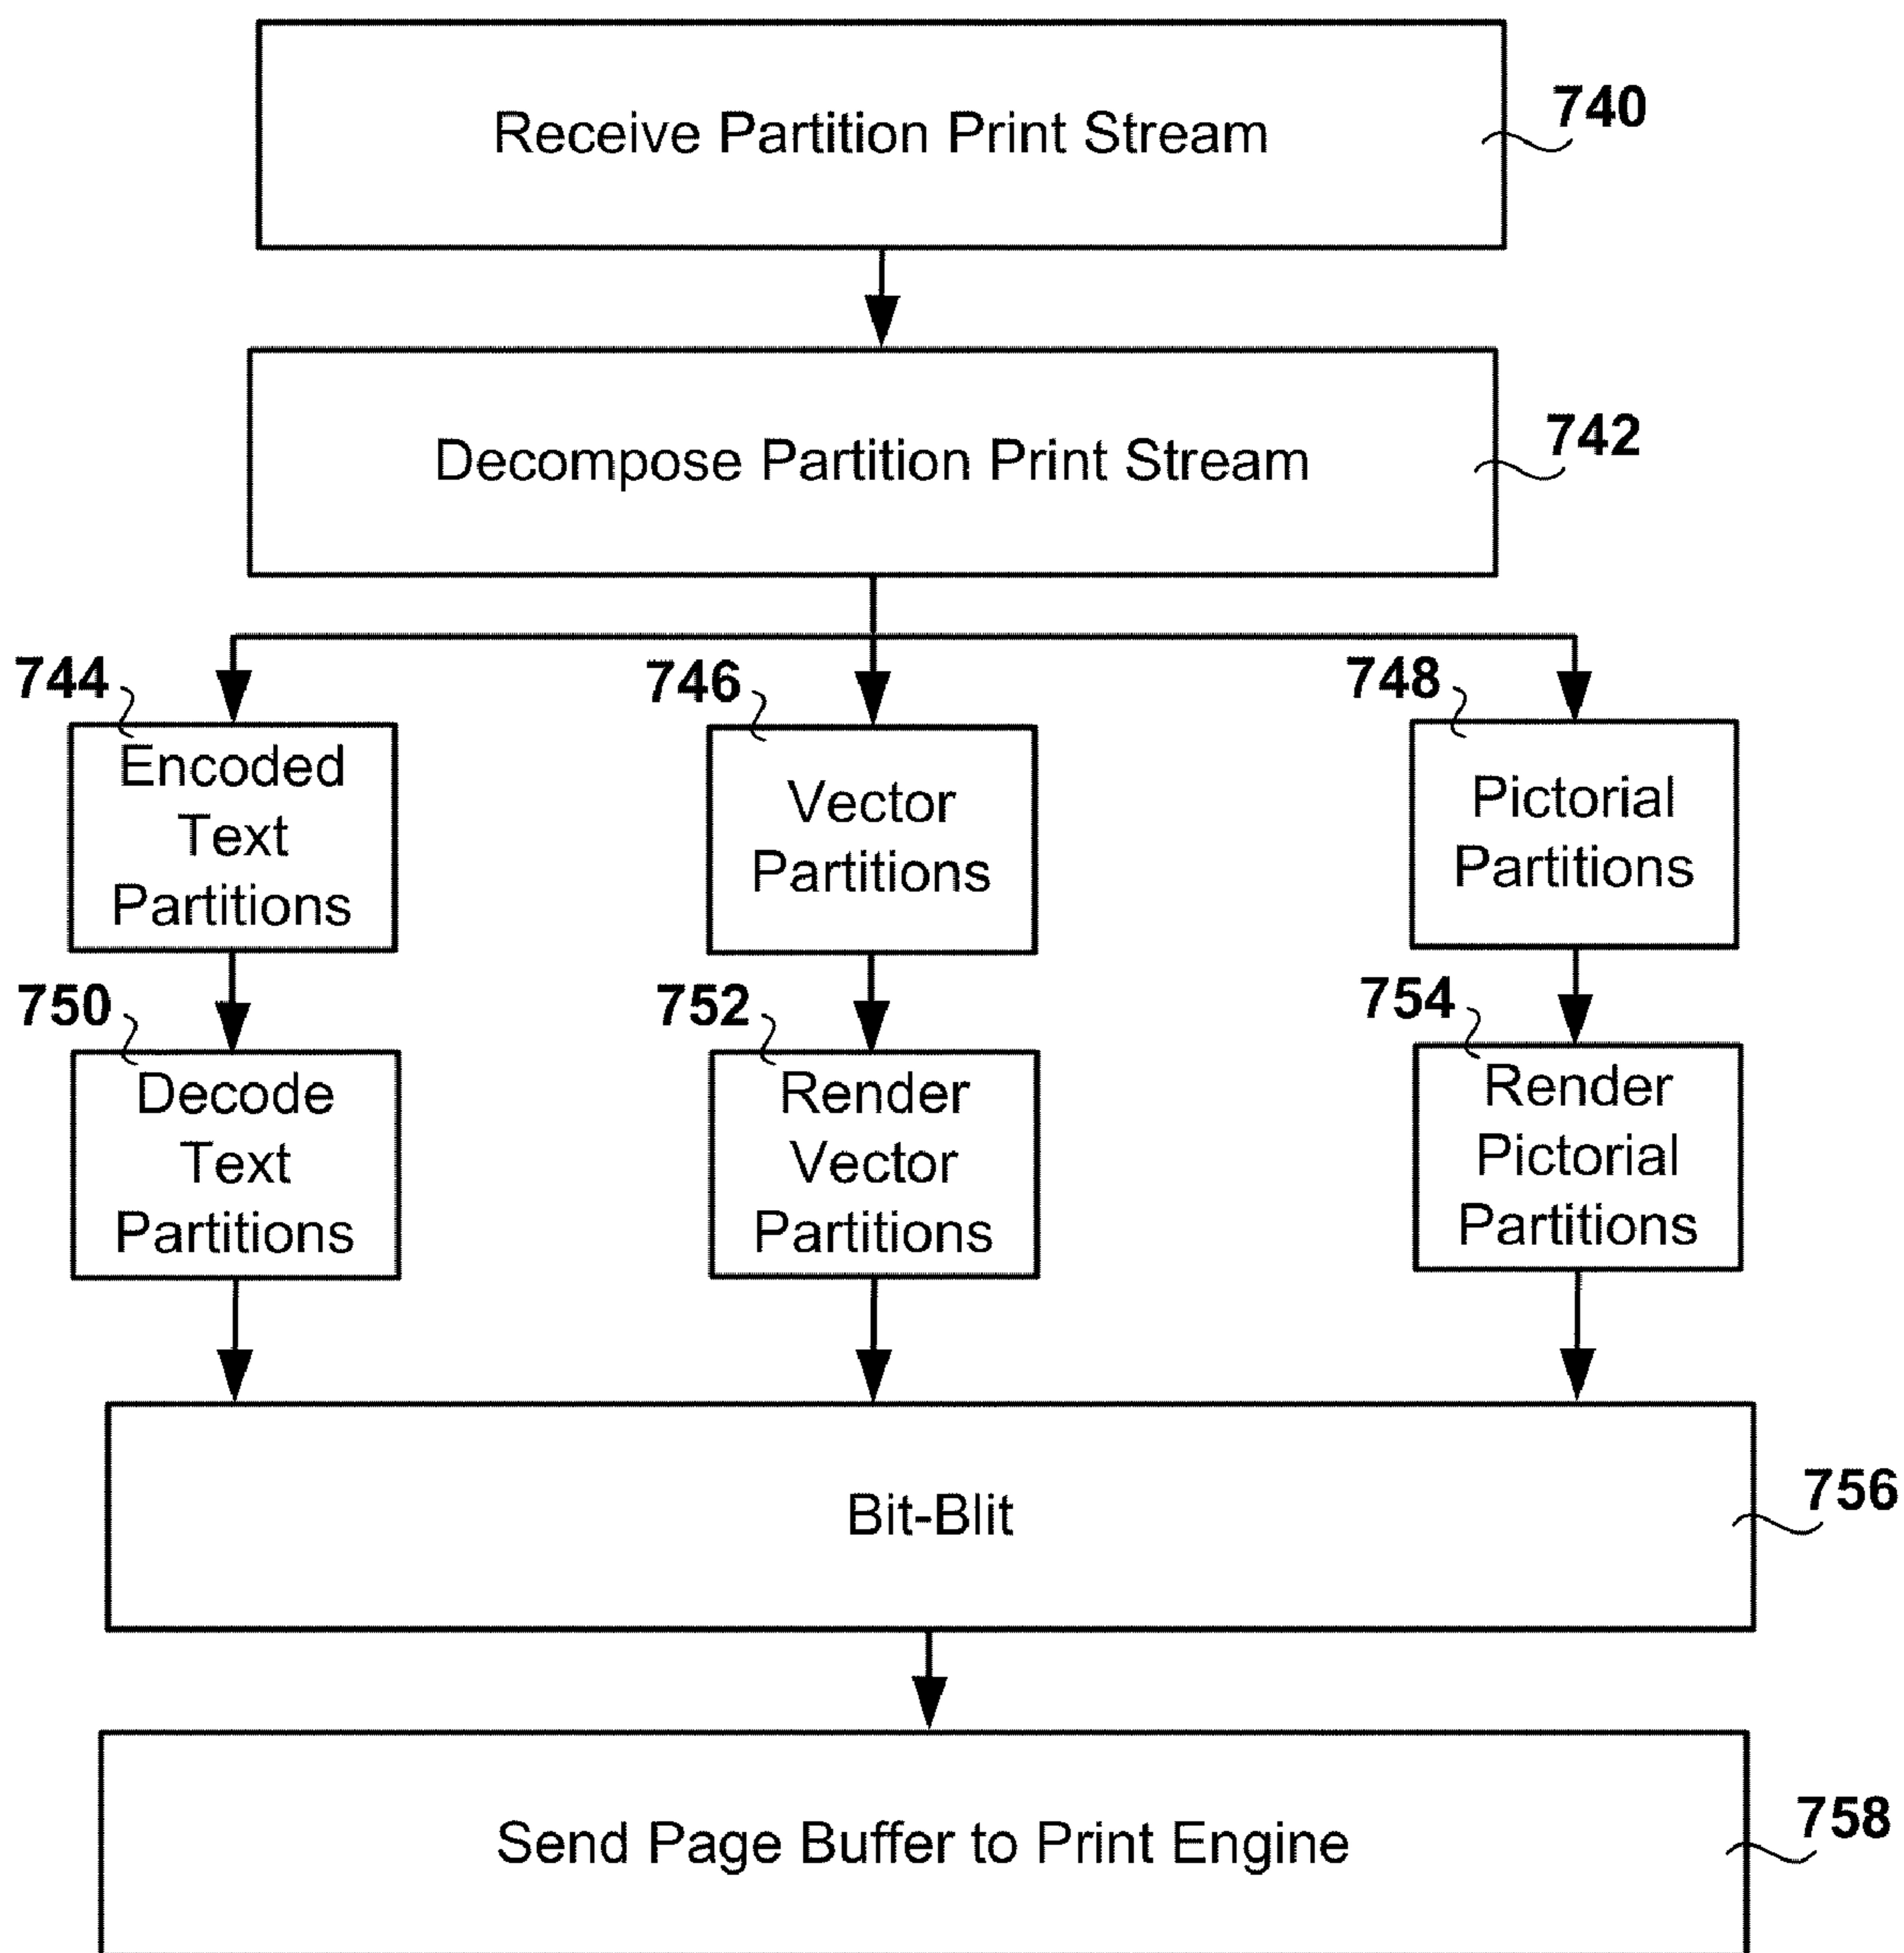 Receive Partition Print Stream
740
Decompose Partition Print Stream
742
744
Encoded
Text
Partitions
746
Vector
Partitions
748
Pictorial
Partitions
750
Decode
Text
Partitions
752
Render
Vector
Partitions
754
Render
Pictorial
Partitions
Bit-Blit
756
Send Page Buffer to Print Engine
758